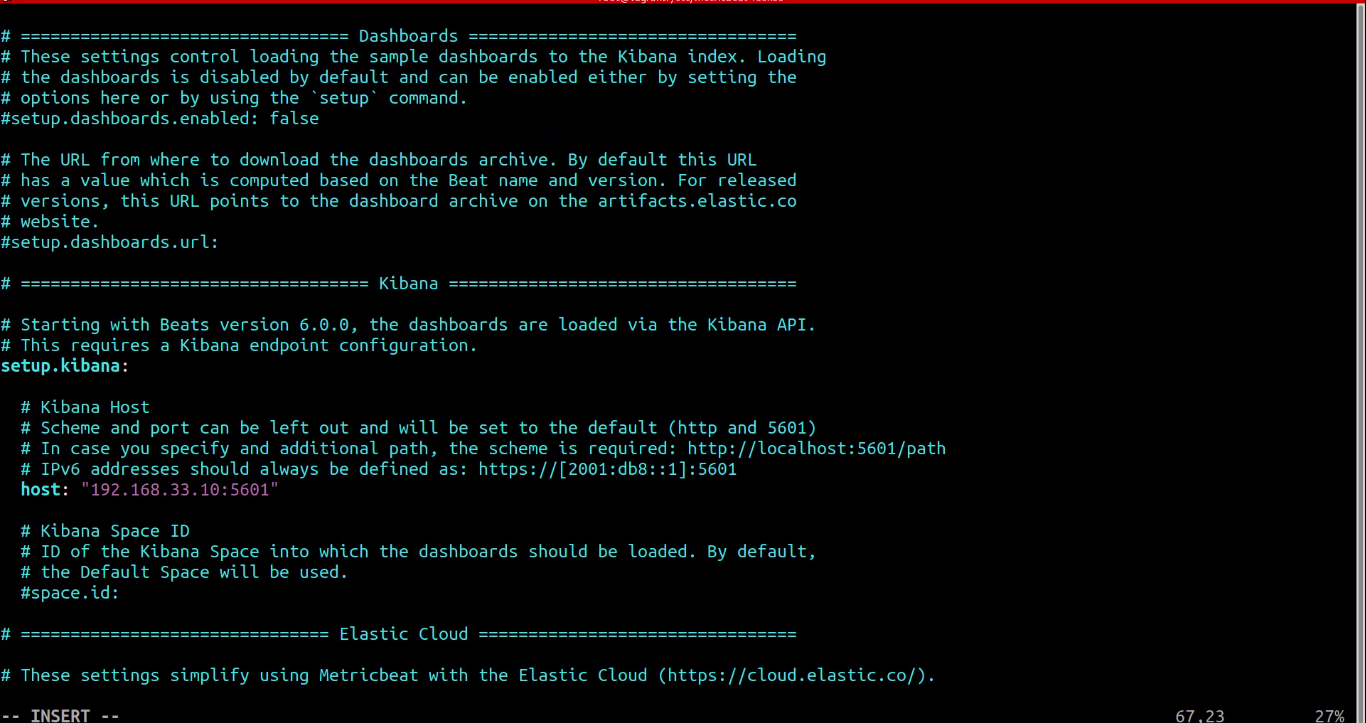 # ================================= Dashboards =================================
# These settings control loading the sample dashboards to the Kibana index. Loading
# the dashboards is disabled by default and can be enabled either by setting the
# options here or by using the `setup` command.
#setup.dashboards.enabled: false
# The URL from where to download the dashboards archive. By default this URL
# has a value which is computed based on the Beat name and version. For released
# versions, this URL points to the dashboard archive on the artifacts.elastic.co
# website.
#setup.dashboards.url:
# =================================== Kibana ===================================
# Starting with Beats version 6.0.0, the dashboards are loaded via the Kibana API.
# This requires a Kibana endpoint configuration.
setup.kibana:
# Kibana Host
# Scheme and port can be left out and will be set to the default (http and 5601)
# In case you specify and additional path, the scheme is required: http://localhost:5601/path
# IPv6 addresses should always be defined as: https://[2001:db8::1]:5601
host: "192.168.33.10:5601"
# Kibana Space ID
# ID of the Kibana Space into which the dashboards should be loaded. By default,
# the Default Space will be used.
#space.id:
# =============================== Elastic Cloud ================================
# These settings simplify using Metricbeat with the Elastic Cloud (https://cloud.elastic.co/).
-- INSERT -- 67,23 27%